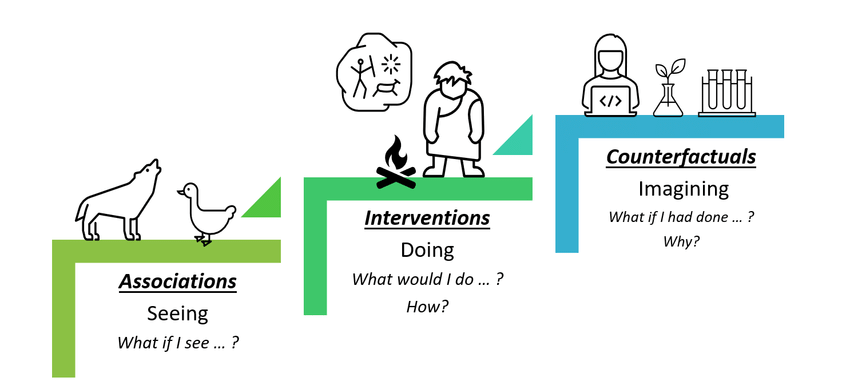 Associations
Seeing
What if I see ... ?
Interventions
Doing
What would I do ... ?
How?
</>
Counterfactuals
Imagining
What if I had done ... ?
Why?